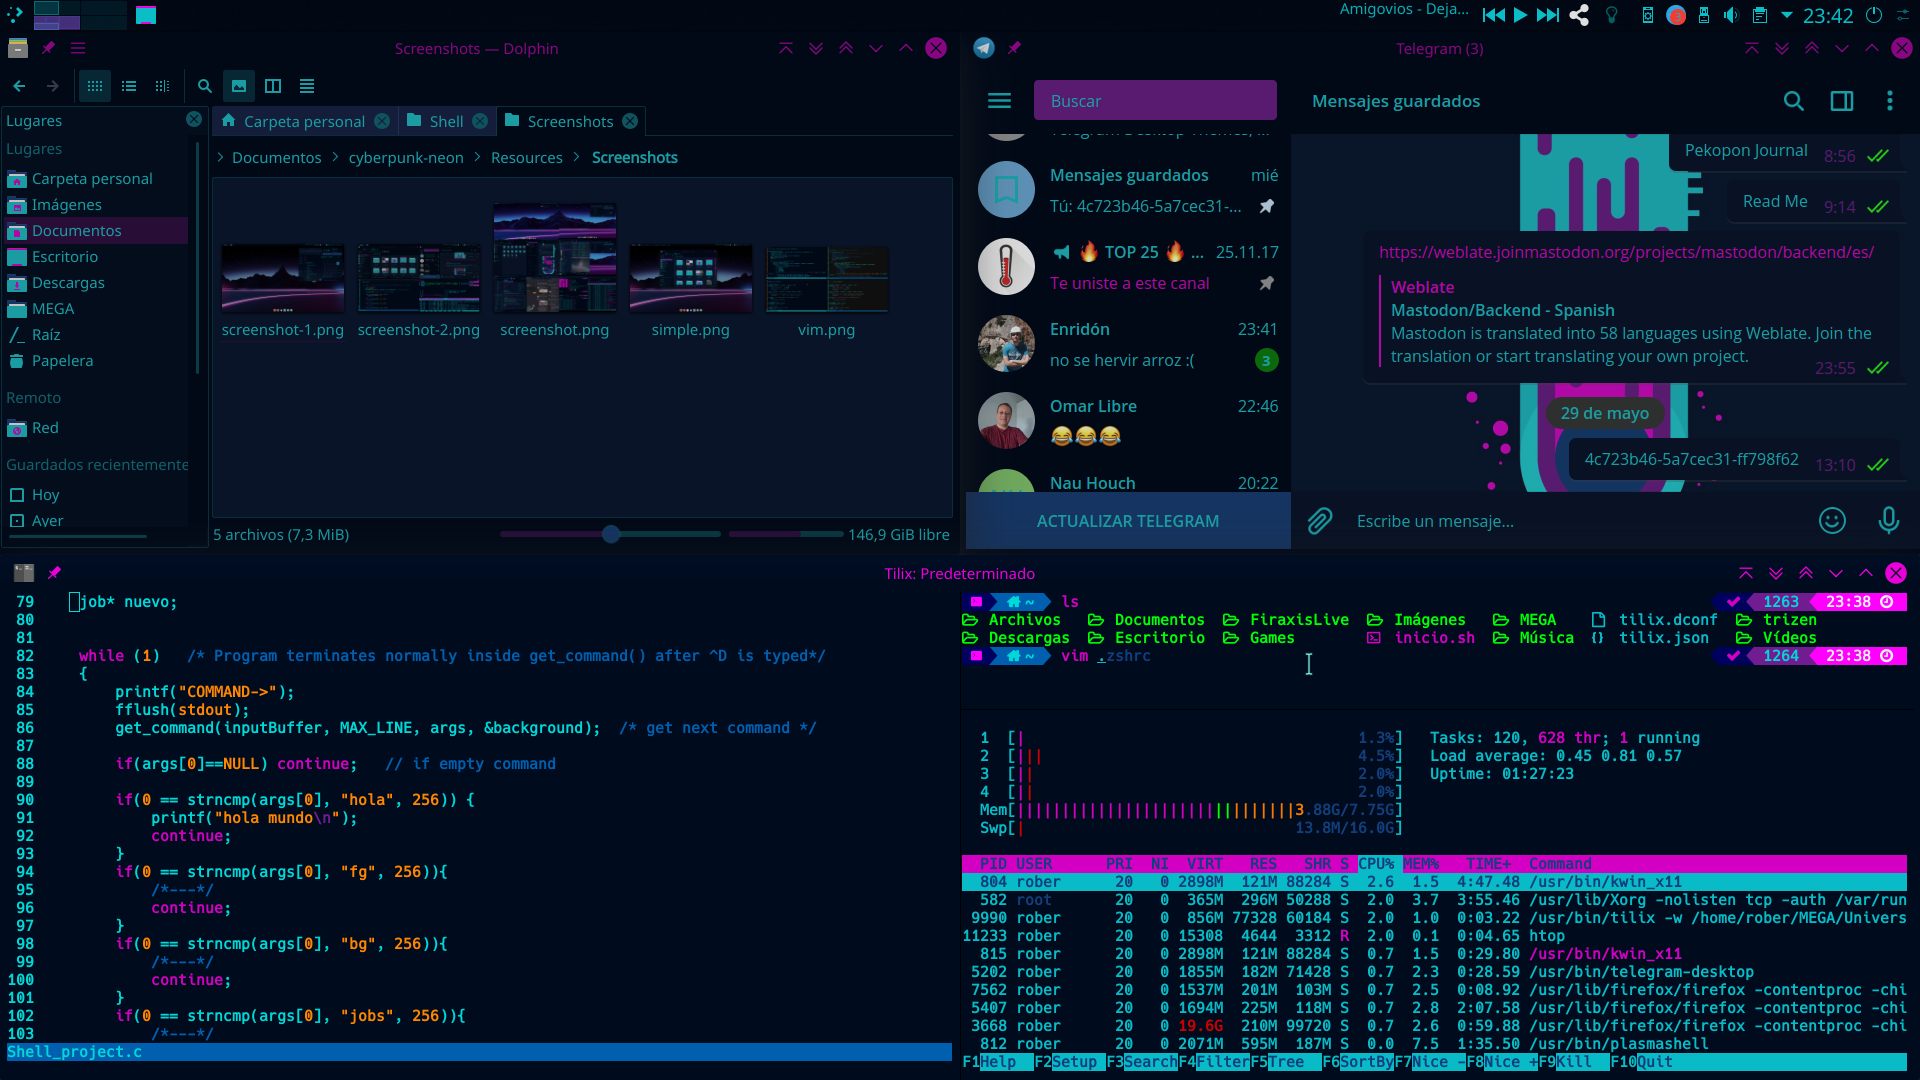 Amigovios - Deja...
23:42
Screenshots — Dolphin
Lugares
Carpeta personal
Shell
Screenshots
Lugares
Documentos
cyberpunk-neon
Resources
Screenshots
Carpeta personal
Imágenes
Documentos
Escritorio
Descargas
MEGA
Raíz
Papelera
Remoto
Red
Guardados recientemente
Hoy
Ayer
screenshot-1.png
screenshot-2.png
screenshot.png
simple.png
vim.png
5 archivos (7,3 MiB)
146,9 GiB libre
Telegram (3)
Buscar
Mensajes guardados
Mensajes guardados mié
Tú: 4c723b46-5a7cec31-...
TOP 25 ... 25.11.17
Te uniste a este canal
Enridón 23:41
no se hervir arroz :( 3
Omar Libre 22:46
😂😂😂
Nau Houch 20:22
ACTUALIZAR TELEGRAM
Pekopon Journal 8:56
Read Me 9:14
https://weblate.joinmastodon.org/projects/mastodon/backend/es/
Weblate
Mastodon/Backend - Spanish
Mastodon is translated into 58 languages using Weblate. Join the
translation or start translating your own project.
23:55
29 de mayo
4c723b46-5a7cec31-ff798f62 13:10
Escribe un mensaje...
Tilix: Predeterminado
79 job* nuevo;
80
81
82 while (1) /* Program terminates normally inside get_command() after ^D is typed*/
83 {
84 printf("COMMAND->");
85 fflush(stdout);
86 get_command(inputBuffer, MAX_LINE, args, &background); /* get next command */
87
88 if(args[0]==NULL) continue; // if empty command
89
90 if(0 == strncmp(args[0], "hola", 256)) {
91 printf("hola mundo\n");
92 continue;
93 }
94 if(0 == strncmp(args[0], "fg", 256)){
95 /*---*/
96 continue;
97 }
98 if(0 == strncmp(args[0], "bg", 256)){
99 /*---*/
100 continue;
101 }
102 if(0 == strncmp(args[0], "jobs", 256)){
103 /*---*/
Shell_project.c
~ ls 1263 23:38
Archivos Documentos FiraxisLive Imágenes MEGA tilix.dconf trizen
Descargas Escritorio Games inicio.sh Música tilix.json Vídeos
~ vim .zshrc 1264 23:38
1 [| 1.3%] Tasks: 120, 628 thr; 1 running
2 [||| 4.5%] Load average: 0.45 0.81 0.57
3 [|| 2.0%] Uptime: 01:27:23
4 [|| 2.0%]
Mem[|||||||||||||||||||||||||||||||3.88G/7.75G]
Swp[| 13.8M/16.0G]
PID USER PRI NI VIRT RES SHR S CPU% MEM% TIME+ Command
804 rober 20 0 2898M 121M 88284 S 2.6 1.5 4:47.48 /usr/bin/kwin_x11
582 root 20 0 365M 296M 50288 S 2.0 3.7 3:55.46 /usr/lib/Xorg -nolisten tcp -auth /var/run
9990 rober 20 0 856M 77328 60184 S 2.0 1.0 0:03.22 /usr/bin/tilix -w /home/rober/MEGA/Univers
11233 rober 20 0 15308 4644 3312 R 2.0 0.1 0:04.65 htop
815 rober 20 0 2898M 121M 88284 S 0.7 1.5 0:29.80 /usr/bin/kwin_x11
5202 rober 20 0 1855M 182M 71428 S 0.7 2.3 0:28.59 /usr/bin/telegram-desktop
7562 rober 20 0 1537M 201M 103M S 0.7 2.5 0:08.92 /usr/lib/firefox/firefox -contentproc -chi
5407 rober 20 0 1694M 225M 118M S 0.7 2.8 2:07.58 /usr/lib/firefox/firefox -contentproc -chi
3668 rober 20 0 19.6G 210M 99720 S 0.7 2.6 0:59.88 /usr/lib/firefox/firefox -contentproc -chi
812 rober 20 0 2071M 595M 187M S 0.0 7.5 1:35.50 /usr/bin/plasmashell
F1Help F2Setup F3SearchF4FilterF5Tree F6SortByF7Nice -F8Nice +F9Kill F10Quit